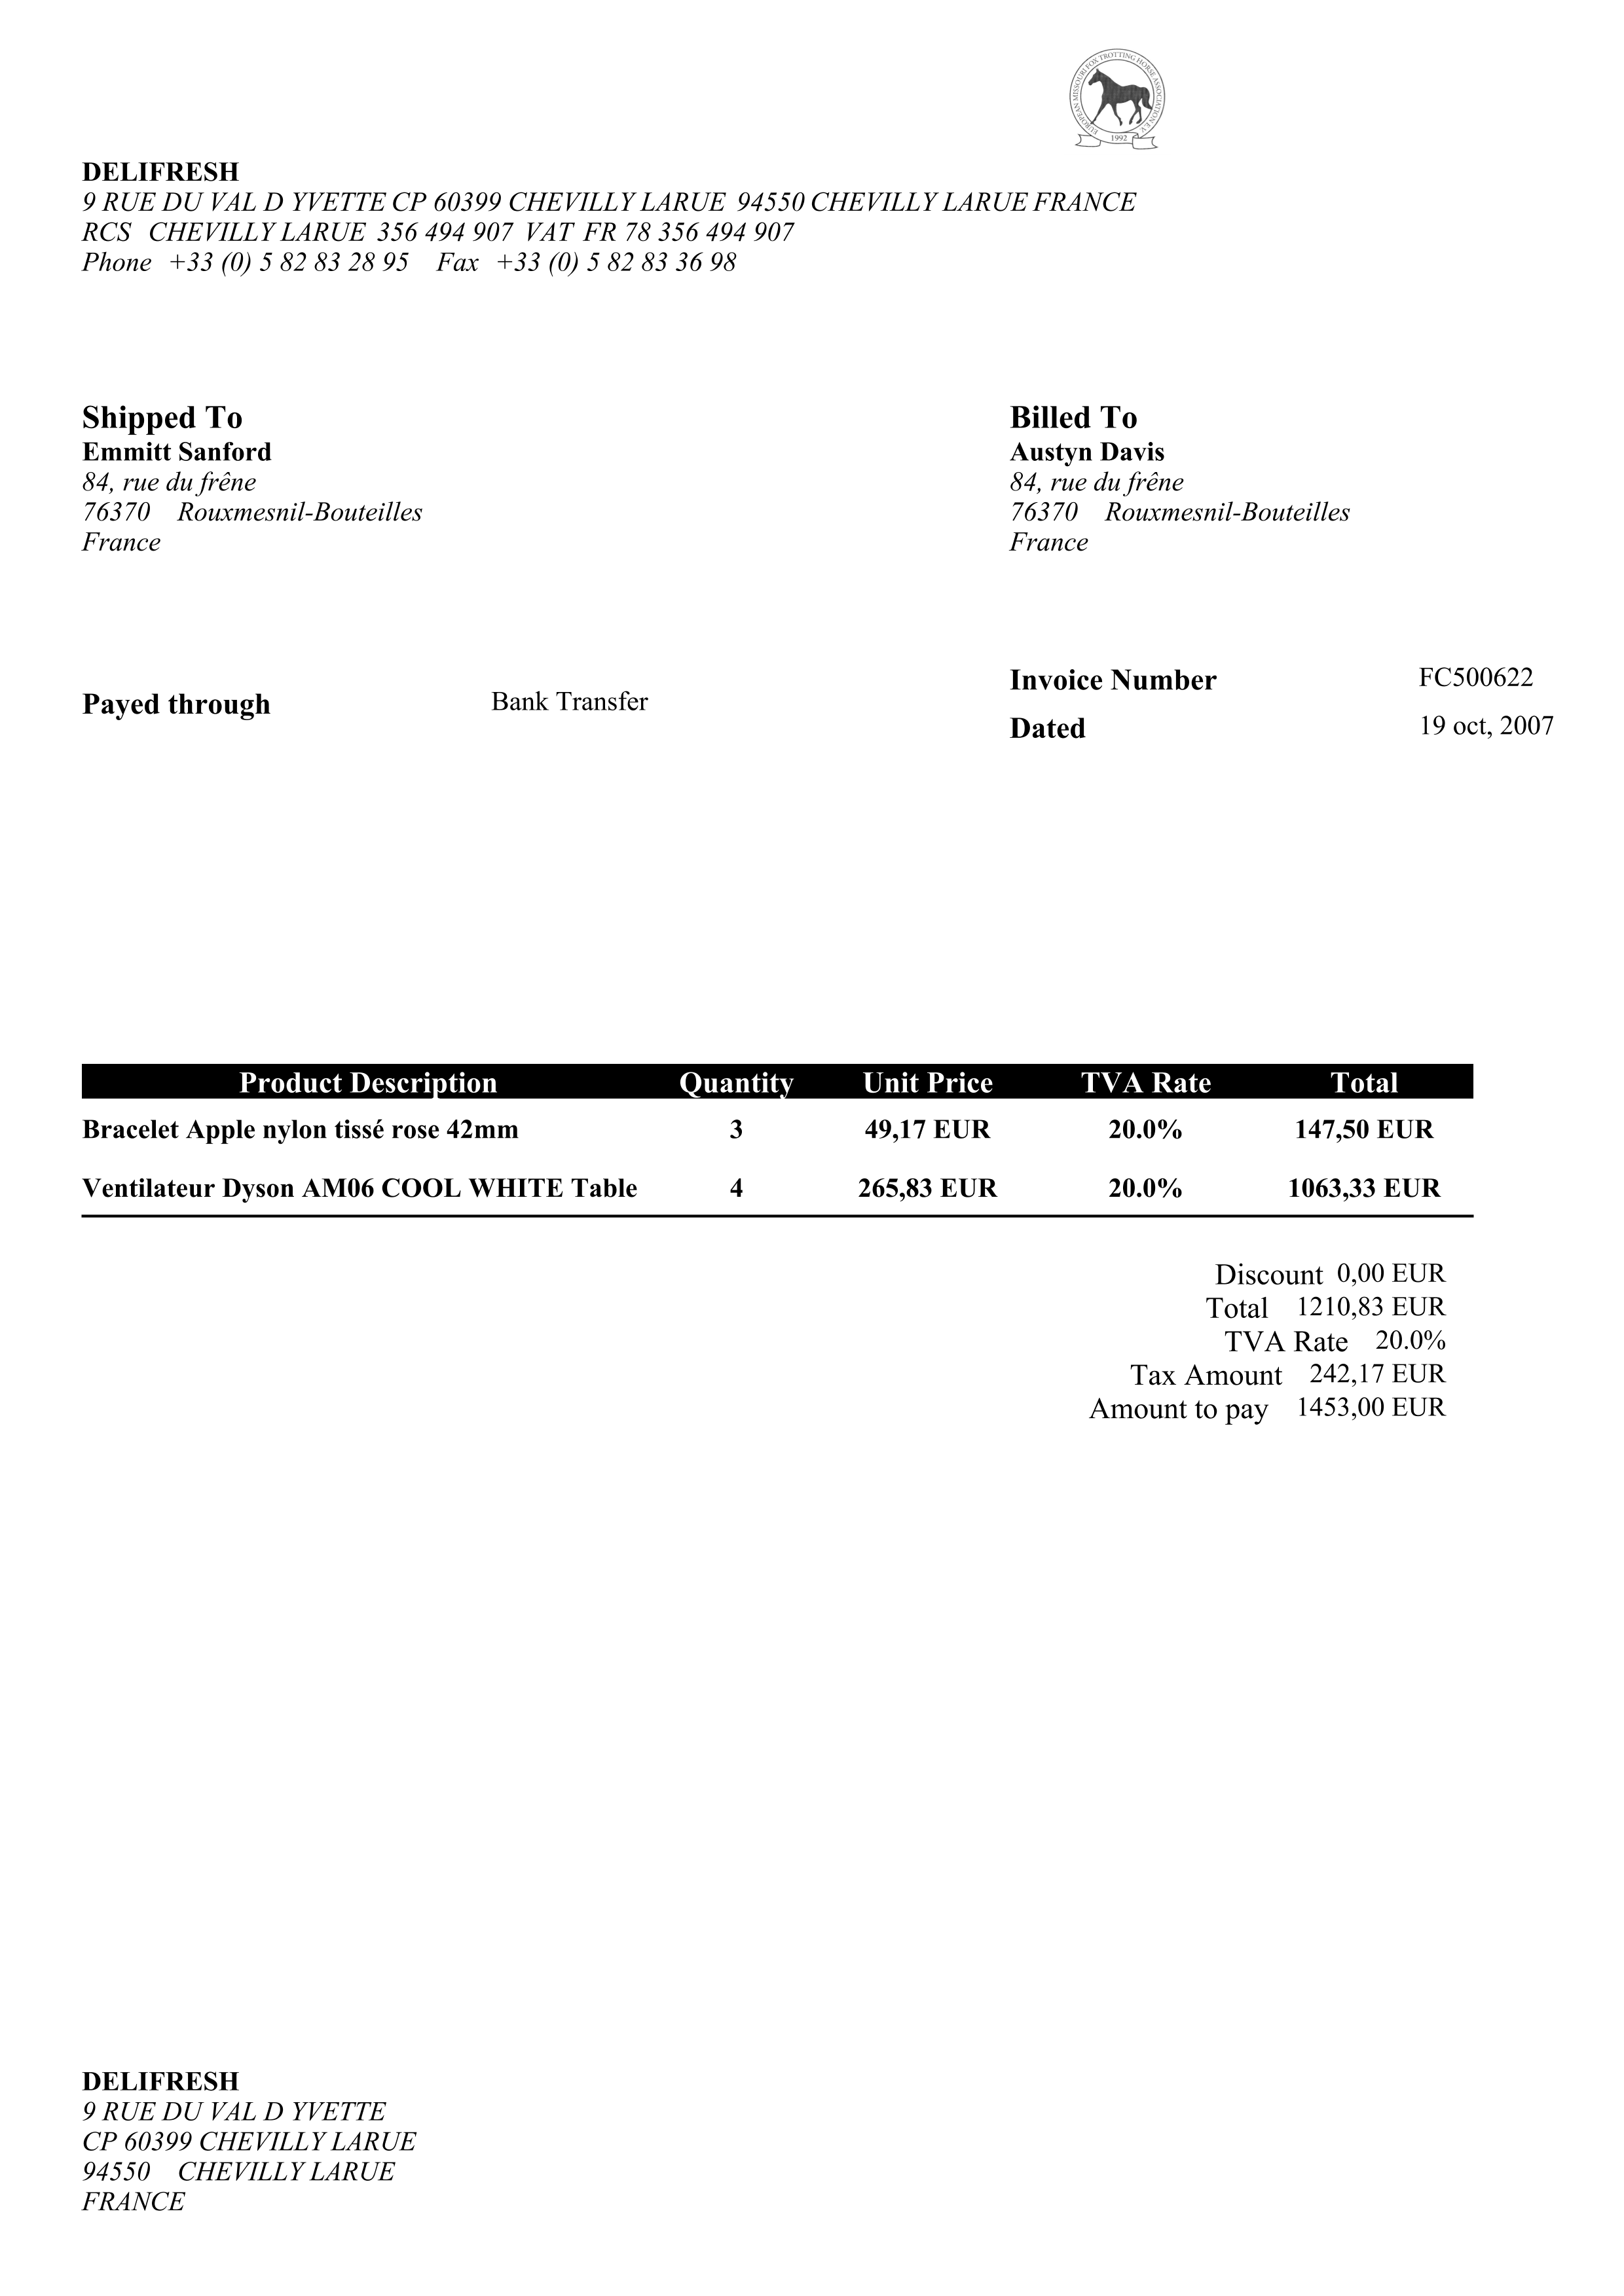 EUROPEAN MISSOURI FOX TROTTING HORSE ASSOCIATION E.V.
1992
DELIFRESH
9 RUE DU VAL D YVETTE CP 60399 CHEVILLY LARUE 94550 CHEVILLY LARUE FRANCE
RCS CHEVILLY LARUE 356 494 907 VAT FR 78 356 494 907
Phone +33 (0) 5 82 83 28 95 Fax +33 (0) 5 82 83 36 98
Shipped To
Emmitt Sanford
84, rue du frêne
76370 Rouxmesnil-Bouteilles
France
Billed To
Austyn Davis
84, rue du frêne
76370 Rouxmesnil-Bouteilles
France
Payed through Bank Transfer
Invoice Number FC500622
Dated 19 oct, 2007
Product Description Quantity Unit Price TVA Rate Total
Bracelet Apple nylon tissé rose 42mm 3 49,17 EUR 20.0% 147,50 EUR
Ventilateur Dyson AM06 COOL WHITE Table 4 265,83 EUR 20.0% 1063,33 EUR
Discount 0,00 EUR
Total 1210,83 EUR
TVA Rate 20.0%
Tax Amount 242,17 EUR
Amount to pay 1453,00 EUR
DELIFRESH
9 RUE DU VAL D YVETTE
CP 60399 CHEVILLY LARUE
94550 CHEVILLY LARUE
FRANCE